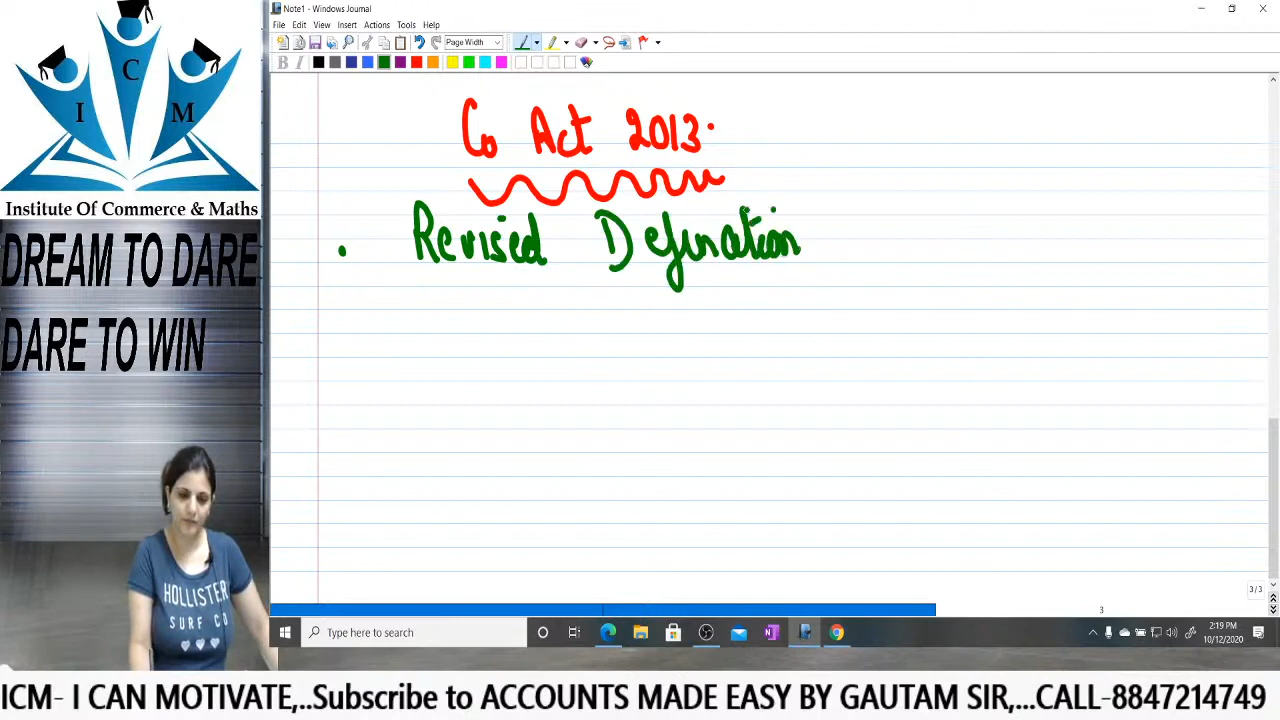 Note1 - Windows Journal
File Edit View Insert Actions Tools Help
Page Width
B I
I C M
Institute Of Commerce & Maths
DREAM TO DARE
DARE TO WIN
Co Act 2013.
. Revised Defination
HOLLISTER
SURF CO
3/3
3
Type here to search
2:19 PM
10/12/2020
ICM- I CAN MOTIVATE,..Subscribe to ACCOUNTS MADE EASY BY GAUTAM SIR,...CALL-8847214749